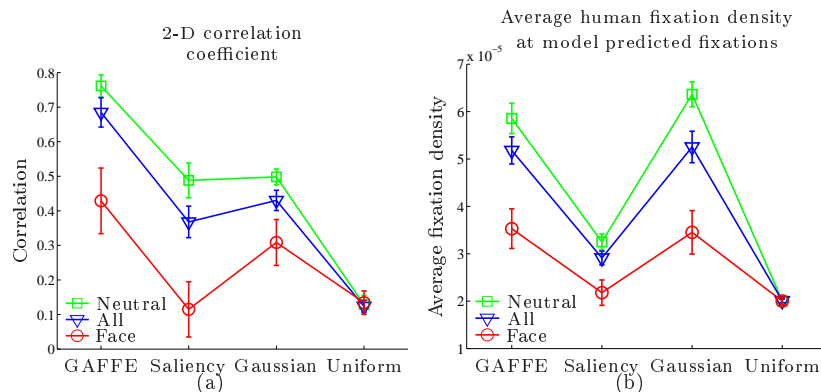 2-D correlation
coefficient
Correlation
0.8
0.7
0.6
0.5
0.4
0.3
0.2
0.1
0
Neutral
All
Face
GAFFE Saliency Gaussian Uniform
(a)
Average human fixation density
at model predicted fixations
Average fixation density
x 10⁻⁵
7
6
5
4
3
2
1
Neutral
All
Face
GAFFE Saliency Gaussian Uniform
(b)